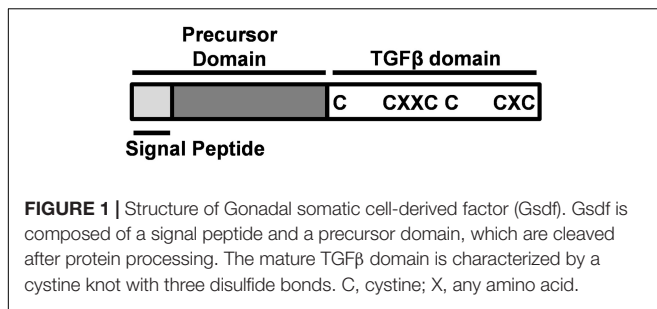 Precursor
Domain
TGFβ domain
C CXXC C CXC
Signal Peptide
FIGURE 1 | Structure of Gonadal somatic cell-derived factor (Gsdf). Gsdf is
composed of a signal peptide and a precursor domain, which are cleaved
after protein processing. The mature TGFβ domain is characterized by a
cystine knot with three disulfide bonds. C, cystine; X, any amino acid.